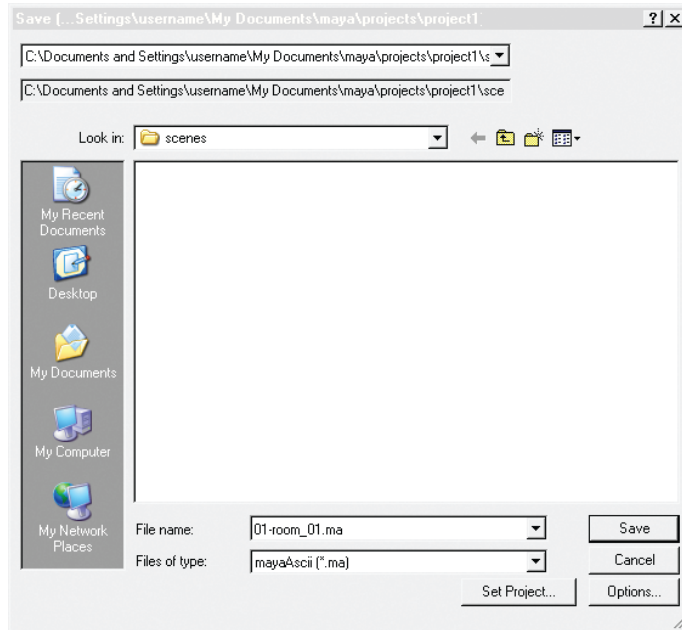 Save (...Settings\username\My Documents\maya\projects\project1\
C:\Documents and Settings\username\My Documents\maya\projects\project1\s
C:\Documents and Settings\username\My Documents\maya\projects\project1\sce
Look in: scenes
My Recent
Documents
Desktop
My Documents
My Computer
My Network
Places
File name: 01-room_01.ma Save
Files of type: mayaAscii (*.ma) Cancel
Set Project... Options...